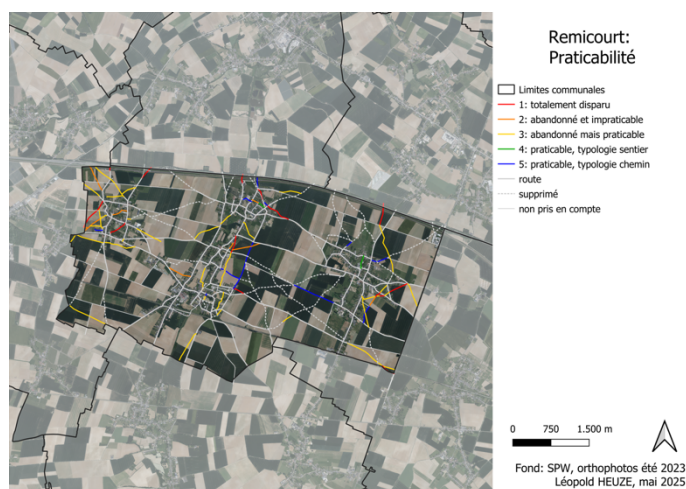 Remicourt:
Praticabilité
Limites communales
1: totalement disparu
2: abandonné et impraticable
3: abandonné mais praticable
4: praticable, typologie sentier
5: praticable, typologie chemin
route
supprimé
non pris en compte
0 750 1.500 m
Fond: SPW, orthophotos été 2023
Léopold HEUZE, mai 2025